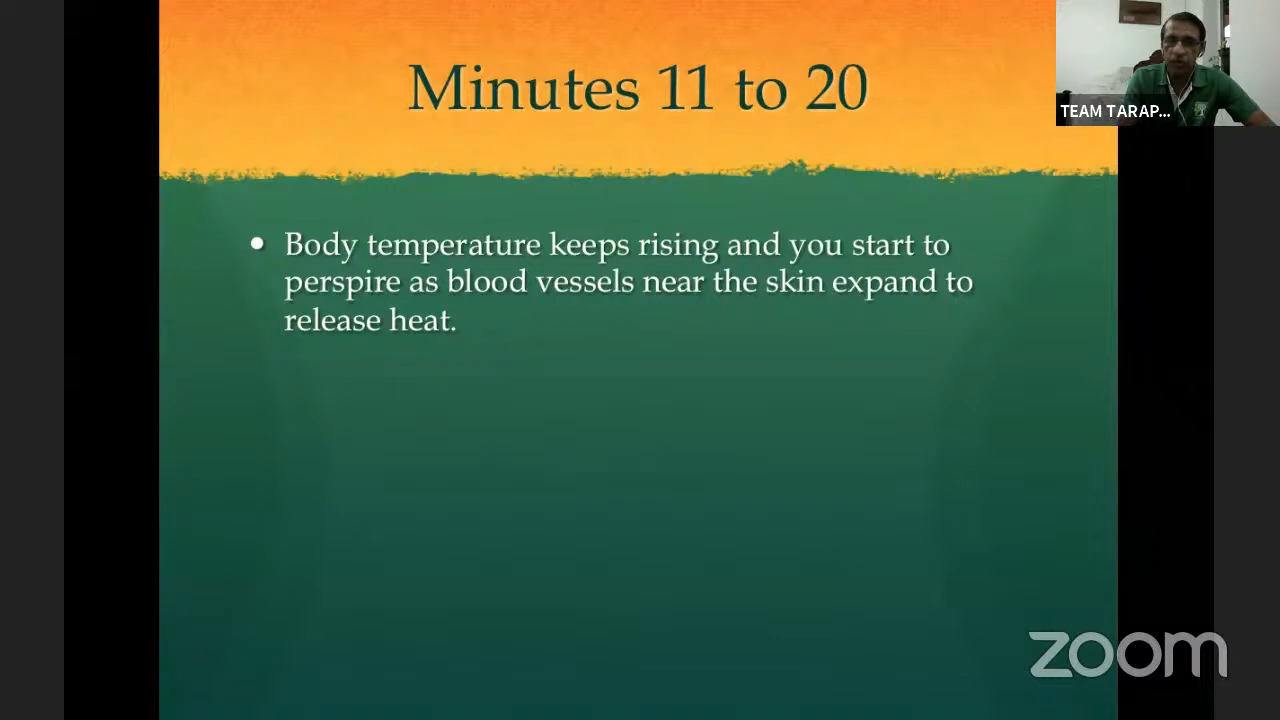 Minutes 11 to 20
TEAM TARAP...
• Body temperature keeps rising and you start to
perspire as blood vessels near the skin expand to
release heat.
zoom